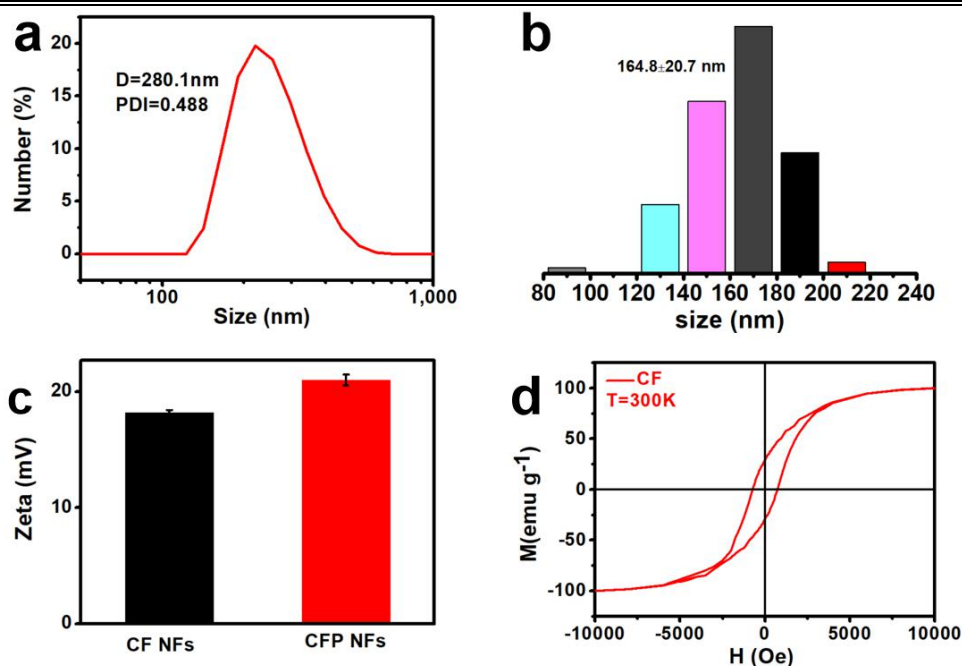 a
20
15
10
5
0
Number (%)
D=280.1nm
PDI=0.488
100
1,000
Size (nm)
b
164.8±20.7 nm
80 100 120 140 160 180 200 220 240
size (nm)
c
20
10
0
Zeta (mV)
CF NFs
CFP NFs
d
CF
T=300K
100
50
0
-50
-100
M(emu g⁻¹)
-10000 -5000 0 5000 10000
H (Oe)